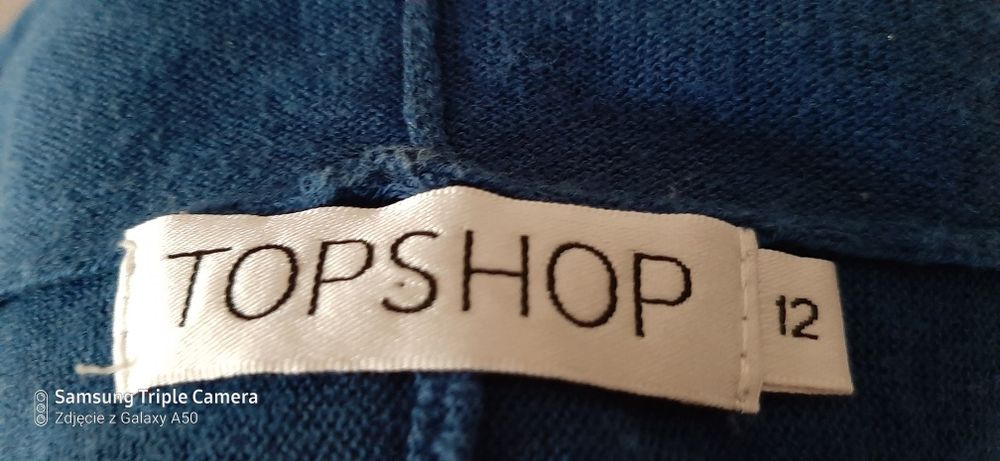 TOPSHOP
12
Samsung Triple Camera
Zdjęcie z Galaxy A50